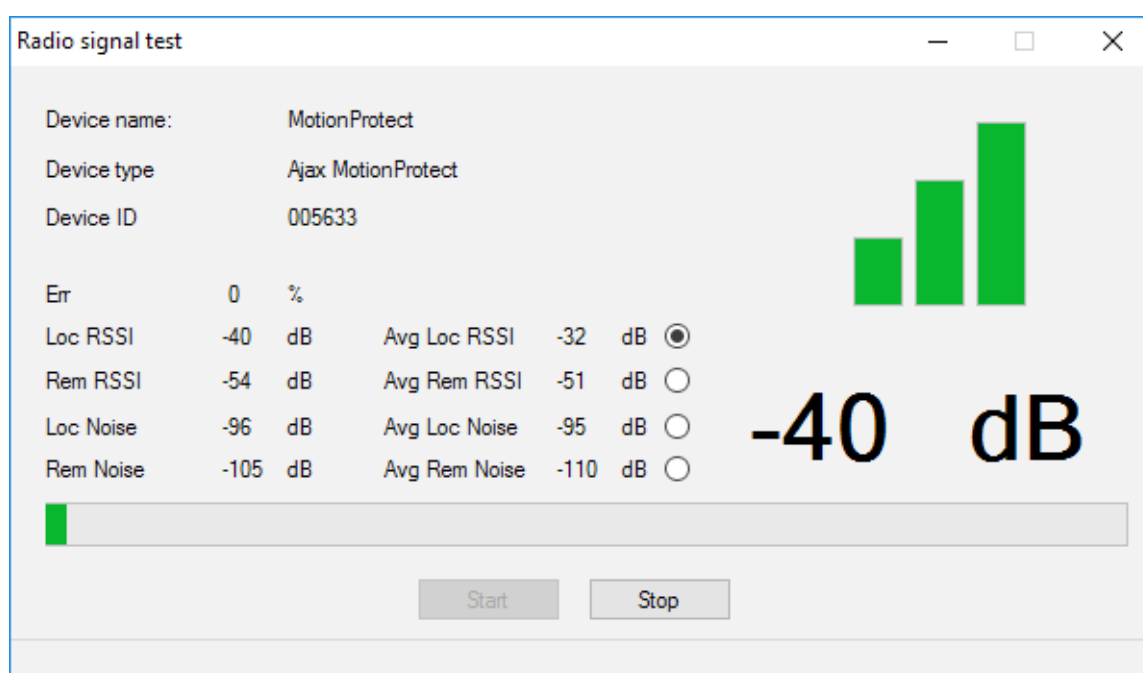 Radio signal test
Device name: MotionProtect
Device type Ajax MotionProtect
Device ID 005633
Err 0 %
Loc RSSI -40 dB Avg Loc RSSI -32 dB
Rem RSSI -54 dB Avg Rem RSSI -51 dB
Loc Noise -96 dB Avg Loc Noise -95 dB
Rem Noise -105 dB Avg Rem Noise -110 dB
-40 dB
Start Stop